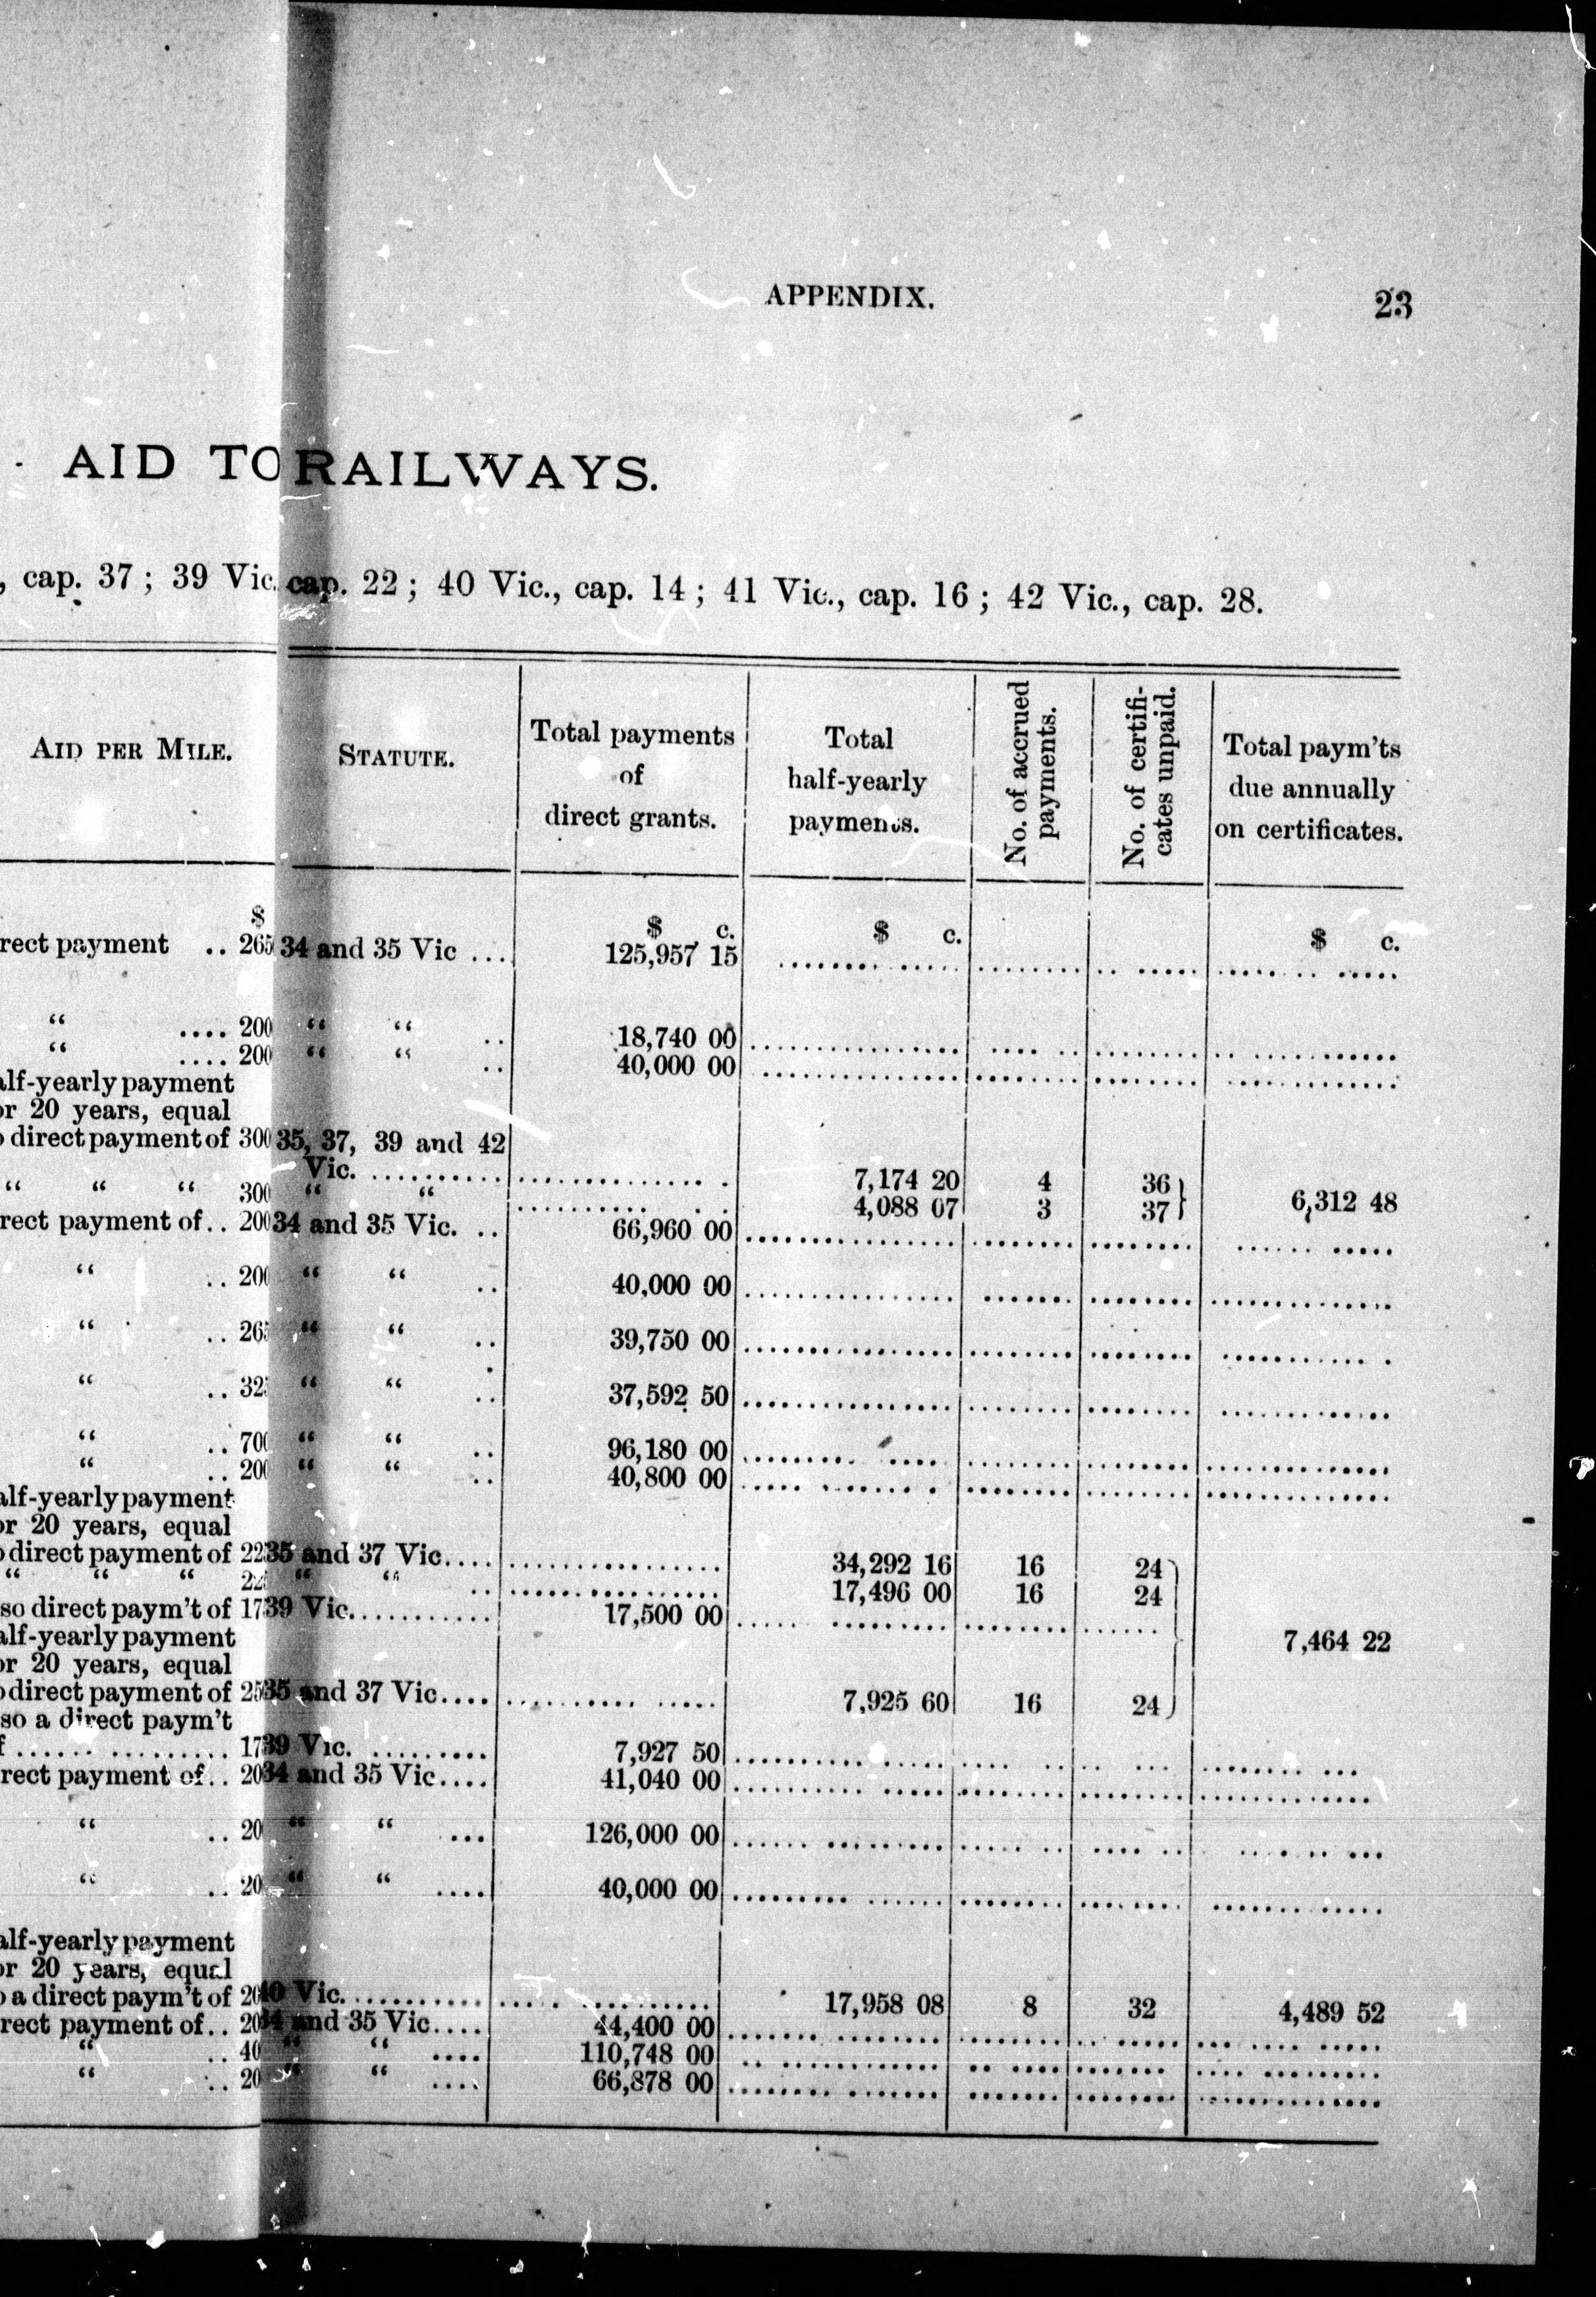 APPENDIX. 23
AID TO RAILWAYS.
, cap. 37 ; 39 Vic. cap. 22 ; 40 Vic., cap. 14 ; 41 Vic., cap. 16 ; 42 Vic., cap. 28.
AID PER MILE. STATUTE. Total payments of direct grants. Total half-yearly payments. No. of accrued payments. No. of certifi- cates unpaid. Total paym'ts due annually on certificates.
$ $ c. $ c. $ c.
rect payment .. 265 34 and 35 Vic ... 125,957 15 ............. ......... .. ..... ...... .. .....
“ .... 200 “ “ .. 18,740 00 ................ .... .. ......... .. ............
“ .... 200 “ “ .. 40,000 00 ............... ......... ......... .............
alf-yearly payment
or 20 years, equal
o direct payment of 300 35, 37, 39 and 42
Vic. .......... ............. . 7,174 20 4 36 }
“ “ “ 300 “ “ ........... . . 4,088 07 3 37 } 6,312 48
rect payment of .. 200 34 and 35 Vic. .. 66,960 00 ................ ........ ........ ...... .....
“ .. 200 “ “ .. 40,000 00 ................ ....... ........ ..............
“ .. 265 “ “ .. 39,750 00 ................ ........ ........ ........... .
“ .. 325 “ “ .. 37,592 50 ................ ........ ........ .............
“ .. 700 “ “ .. 96,180 00 ........ .... ........ ........ ..............
“ .. 200 “ “ .. 40,800 00 ..... ....... . ........ ........ ..............
alf-yearly payment
or 20 years, equal
o direct payment of 35 and 37 Vic.... ................ 34,292 16 16 24 }
“ “ “ “ “ .. ................ 17,496 00 16 24
so direct paym't of 39 Vic........... 17,500 00 ..... ......... ........ ...... 7,464 22
alf-yearly payment
or 20 years, equal
o direct payment of 35 and 37 Vic.... .......... ..... 7,925 60 16 24 }
so a direct paym't
f ...... .......... 39 Vic. ......... 7,927 50 .......... ..... .... .. .. ... ........ ...
rect payment of .. 34 and 35 Vic.... 41,040 00 .......... ..... ........ ........ .............
“ .. “ “ ... 126,000 00 ...... ......... ..... .. .... .. .... .. ...
“ .. “ “ .... 40,000 00 ......... ...... ........ ........ .............
alf-yearly payment
or 20 years, equal
o a direct paym't of 40 Vic............ ..... .......... 17,958 08 8 32 4,489 52
rect payment of .. 34 and 35 Vic.... 44,400 00 ....... ........ ........ .. ..... ... .... .....
“ .. “ “ .... 110,748 00 .. ............ .. .... ....... .... .........
“ .. “ “ .... 66,878 00 ........ ....... ........ ........ ..............